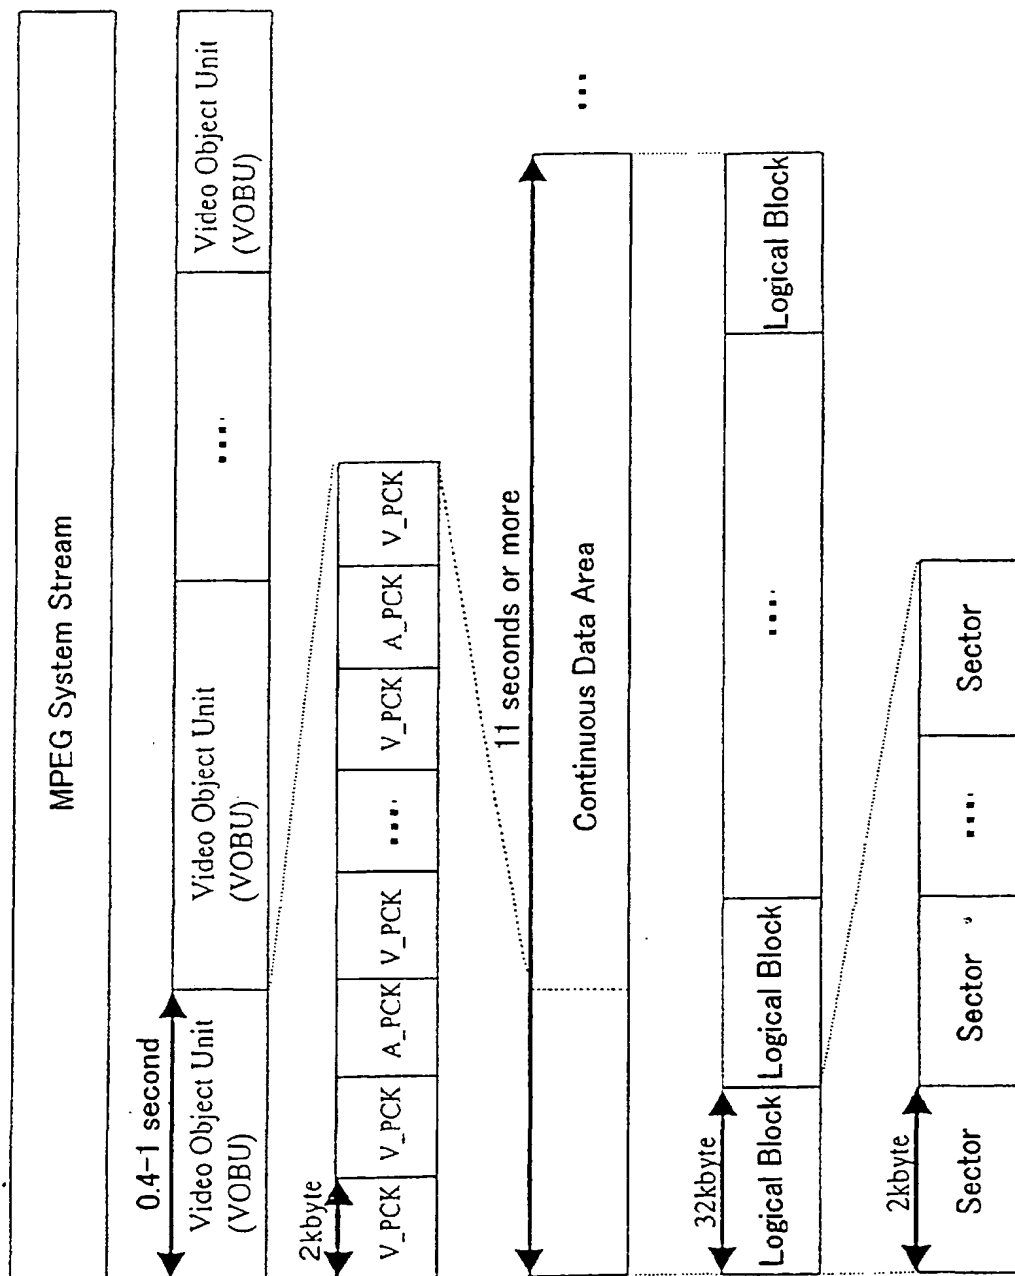 MPEG System Stream
0.4-1 second
Video Object Unit
(VOBU)
Video Object Unit
(VOBU)
....
Video Object Unit
(VOBU)
2kbyte
V_PCK
V_PCK
A_PCK
V_PCK
....
V_PCK
A_PCK
V_PCK
11 seconds or more
Continuous Data Area
...
32kbyte
Logical Block
Logical Block
....
Logical Block
2kbyte
Sector
Sector
....
Sector